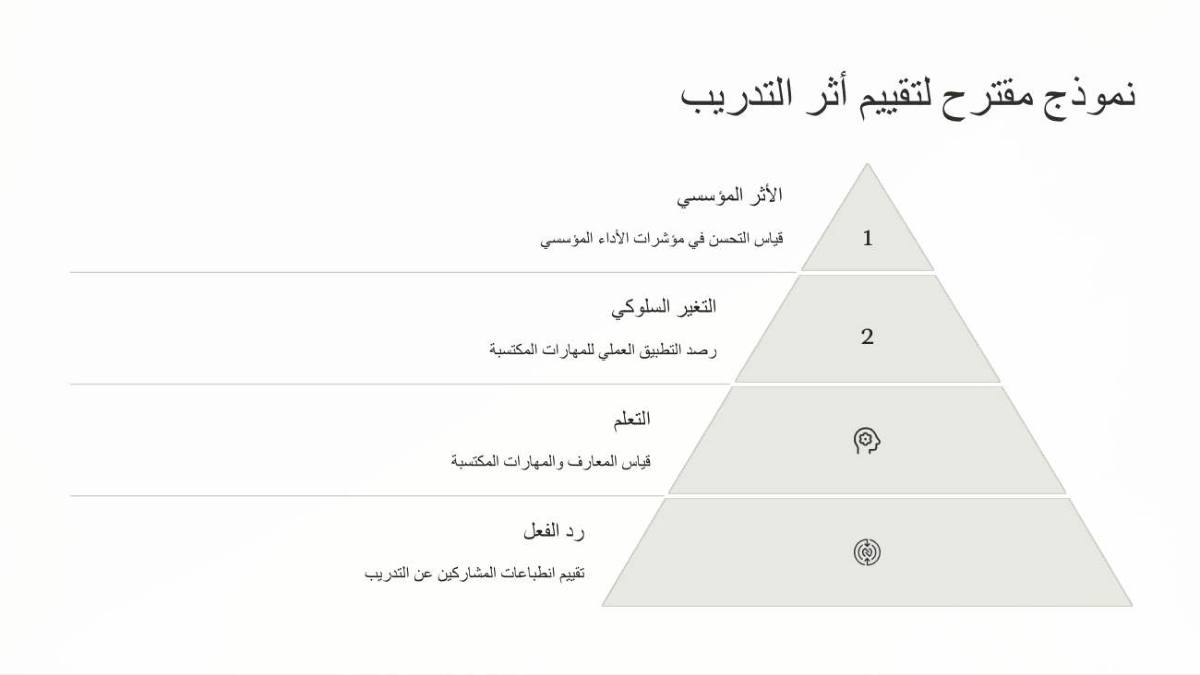 نموذج مقترح لتقييم أثر التدريب
الأثر المؤسسي
قياس التحسن في مؤشرات الأداء المؤسسي
1
التغير السلوكي
رصد التطبيق العملي للمهارات المكتسبة
2
التعلم
قياس المعارف والمهارات المكتسبة
رد الفعل
تقييم انطباعات المشاركين عن التدريب